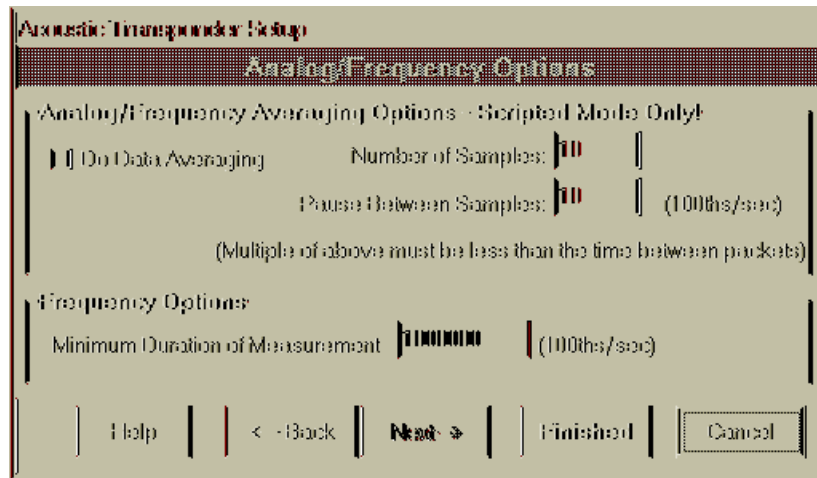 Acoustic Transponder Setup
Analog/Frequency Options
Analog/Frequency Averaging Options - Scripted Mode Only!
Do Data Averaging
Number of Samples: 10
Pause Between Samples: 10 (100ths/sec)
(Multiple of above must be less than the time between packets)
Frequency Options
Minimum Duration of Measurement (100ths/sec)
Help <-Back Next-> Finished Cancel